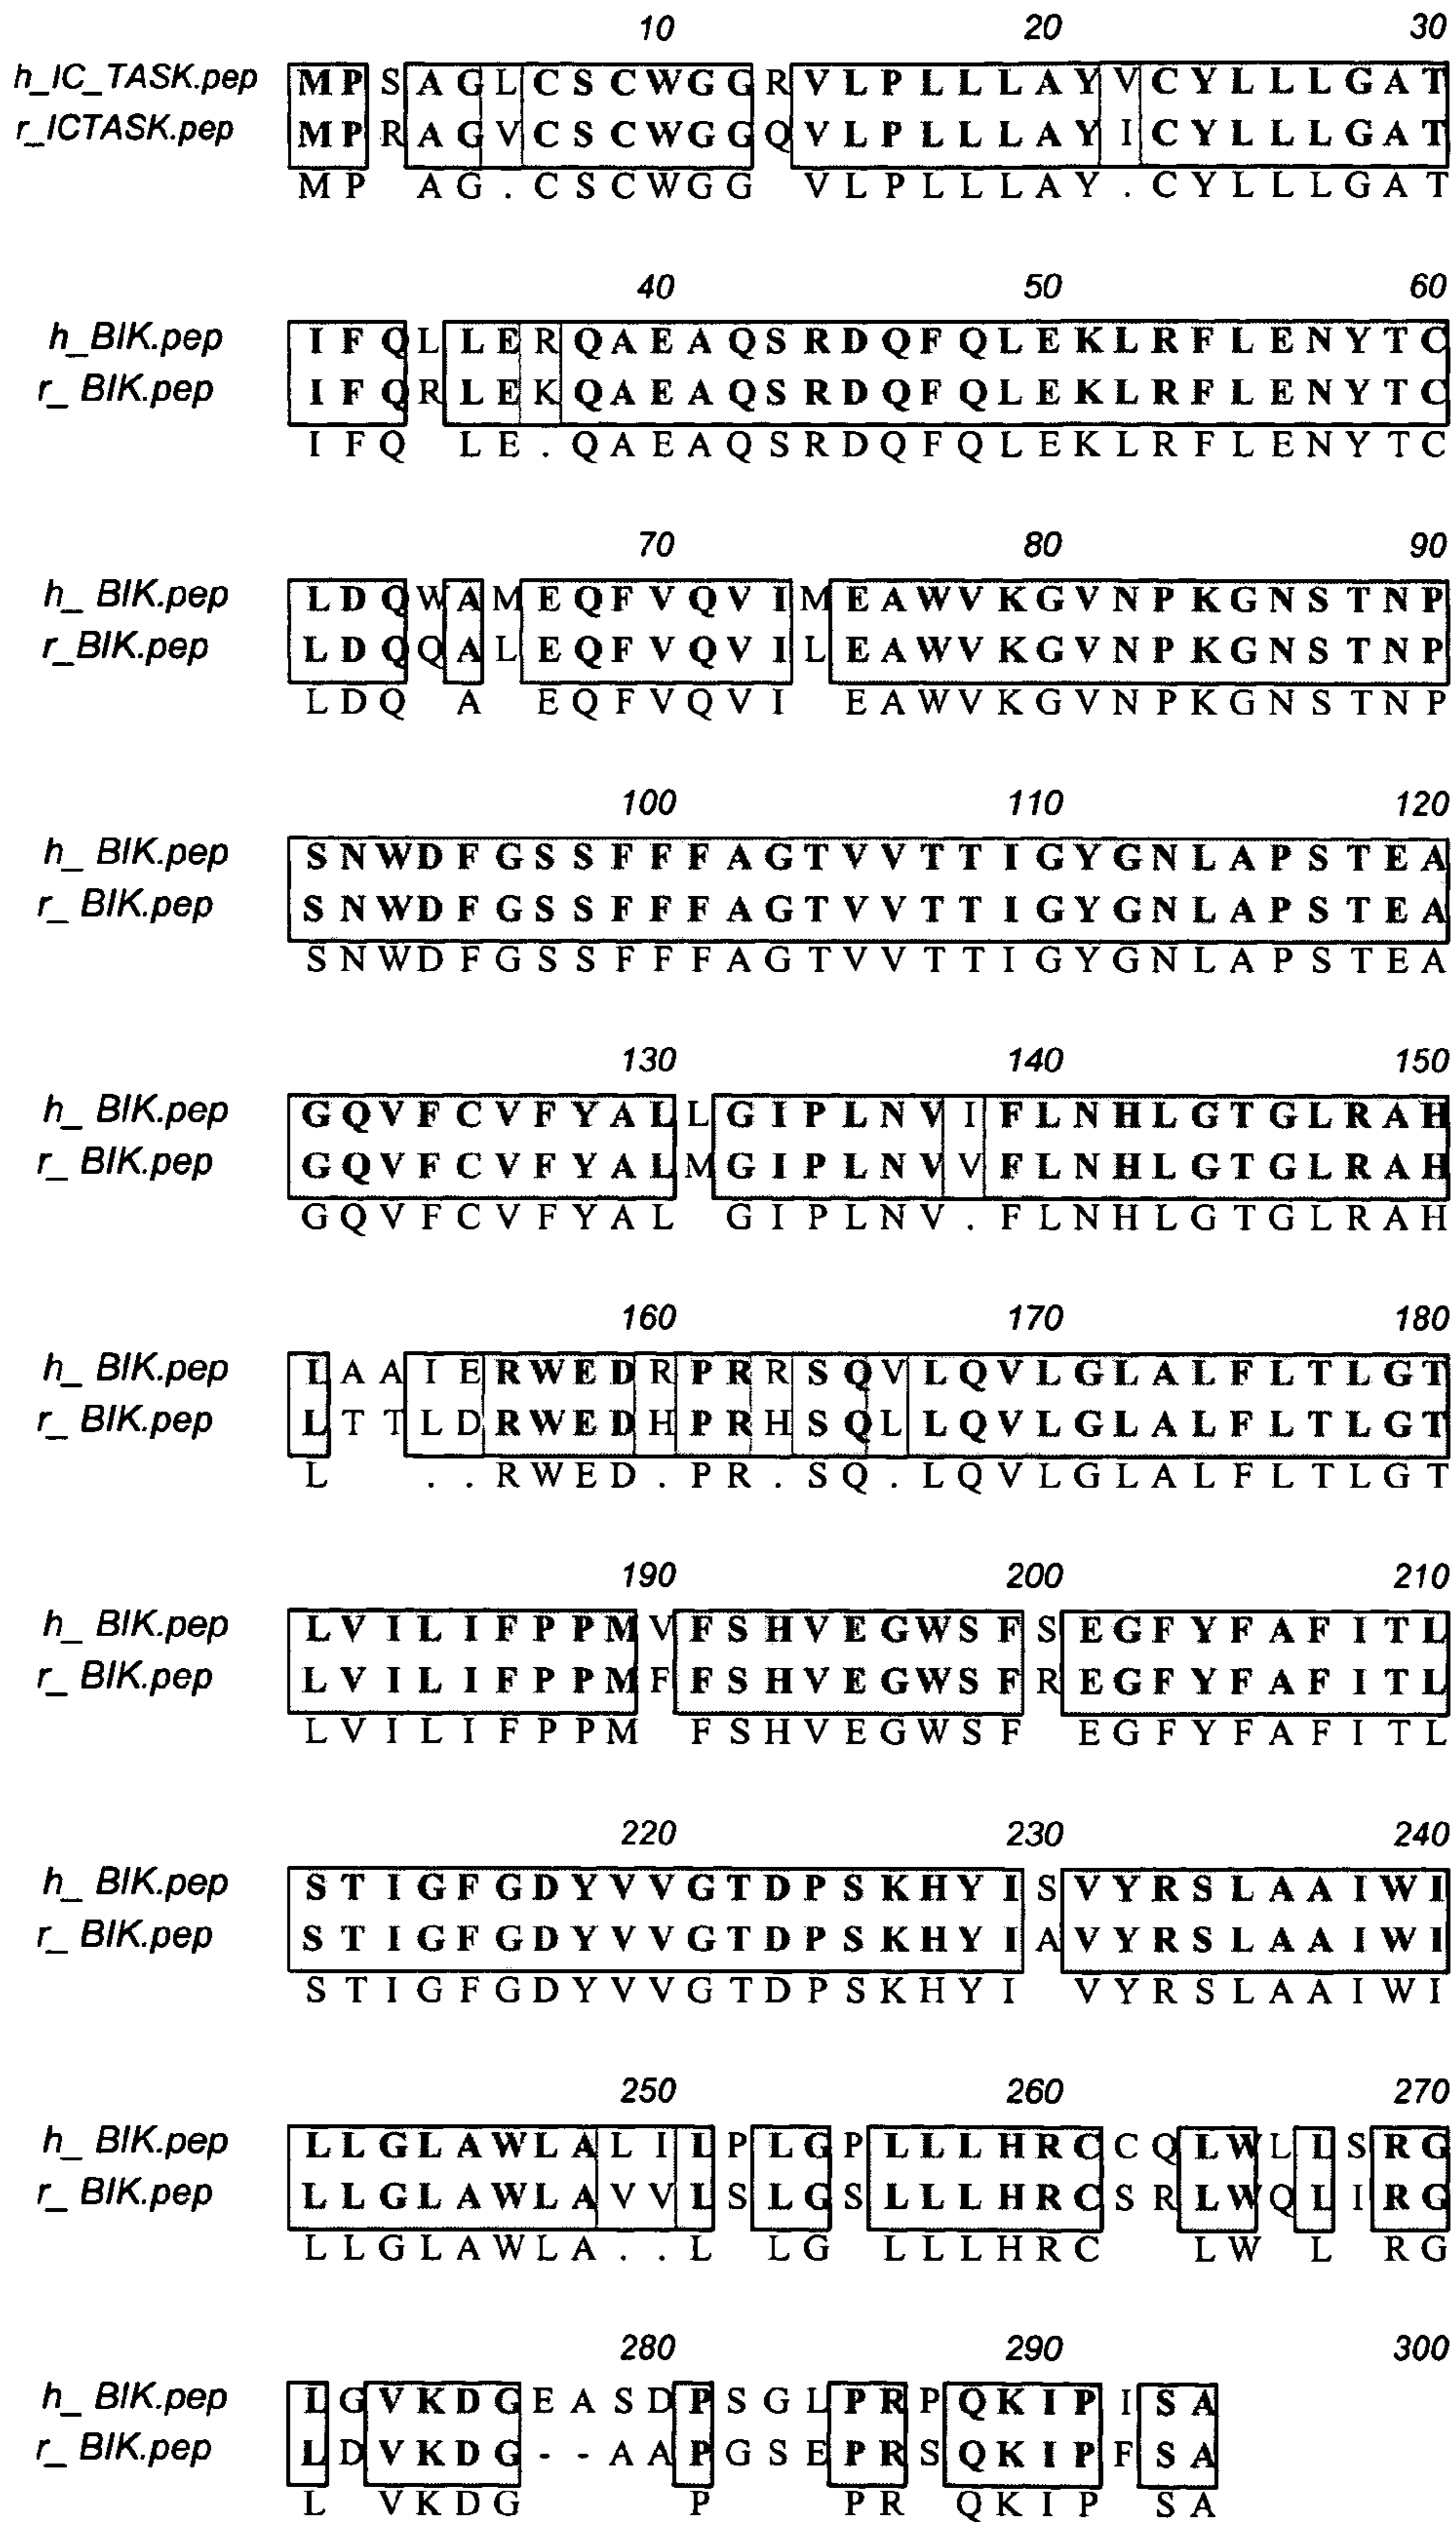 10 20 30
h_IC_TASK.pep M P S A G L C S C W G G R V L P L L L A Y V C Y L L L G A T
r_ICTASK.pep M P R A G V C S C W G G Q V L P L L L A Y I C Y L L L G A T
M P A G . C S C W G G V L P L L L A Y . C Y L L L G A T
40 50 60
h_BIK.pep I F Q L L E R Q A E A Q S R D Q F Q L E K L R F L E N Y T C
r_ BIK.pep I F Q R L E K Q A E A Q S R D Q F Q L E K L R F L E N Y T C
I F Q L E . Q A E A Q S R D Q F Q L E K L R F L E N Y T C
70 80 90
h_ BIK.pep L D Q W A M E Q F V Q V I M E A W V K G V N P K G N S T N P
r_BIK.pep L D Q Q A L E Q F V Q V I L E A W V K G V N P K G N S T N P
L D Q A E Q F V Q V I E A W V K G V N P K G N S T N P
100 110 120
h_ BIK.pep S N W D F G S S F F F A G T V V T T I G Y G N L A P S T E A
r_ BIK.pep S N W D F G S S F F F A G T V V T T I G Y G N L A P S T E A
S N W D F G S S F F F A G T V V T T I G Y G N L A P S T E A
130 140 150
h_ BIK.pep G Q V F C V F Y A L L G I P L N V I F L N H L G T G L R A H
r_ BIK.pep G Q V F C V F Y A L M G I P L N V V F L N H L G T G L R A H
G Q V F C V F Y A L G I P L N V . F L N H L G T G L R A H
160 170 180
h_ BIK.pep L A A I E R W E D R P R R S Q V L Q V L G L A L F L T L G T
r_ BIK.pep L T T L D R W E D H P R H S Q L L Q V L G L A L F L T L G T
L . . R W E D . P R . S Q . L Q V L G L A L F L T L G T
190 200 210
h_ BIK.pep L V I L I F P P M V F S H V E G W S F S E G F Y F A F I T L
r_ BIK.pep L V I L I F P P M F F S H V E G W S F R E G F Y F A F I T L
L V I L I F P P M F S H V E G W S F E G F Y F A F I T L
220 230 240
h_ BIK.pep S T I G F G D Y V V G T D P S K H Y I S V Y R S L A A I W I
r_ BIK.pep S T I G F G D Y V V G T D P S K H Y I A V Y R S L A A I W I
S T I G F G D Y V V G T D P S K H Y I V Y R S L A A I W I
250 260 270
h_ BIK.pep L L G L A W L A L I L P L G P L L L H R C C Q L W L L S R G
r_ BIK.pep L L G L A W L A V V L S L G S L L L H R C S R L W Q L I R G
L L G L A W L A . . L L G L L L H R C L W L R G
280 290 300
h_ BIK.pep L G V K D G E A S D P S G L P R P Q K I P I S A
r_ BIK.pep L D V K D G - - A A P G S E P R S Q K I P F S A
L V K D G P P R Q K I P S A